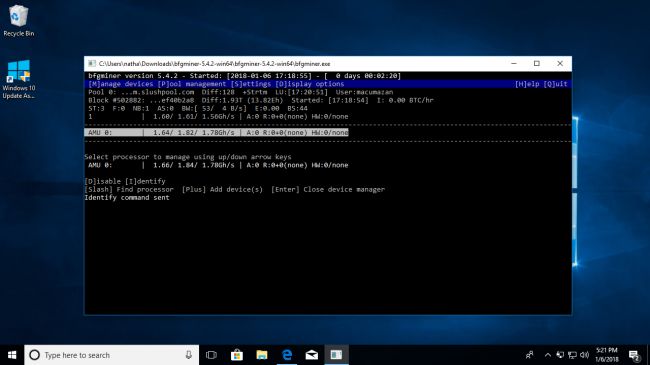 Recycle Bin
Windows 10
Update As...
C:\Users\natha\Downloads\bfgminer-5.4.2-win64\bfgminer-5.4.2-win64\bfgminer.exe
bfgminer version 5.4.2 - Started: [2018-01-06 17:18:55] - [  0 days 00:02:20]
[M]anage devices [P]ool management [S]ettings [D]isplay options [H]elp [Q]uit
Pool 0: ...m.slushpool.com  Diff:128  +Strtm  LU:[17:20:51]  User:macumazan
Block #502882: ...ef40b2a8  Diff:1.93T (13.82Eh)  Started: [17:18:54]  I: 0.00 BTC/hr
ST:3  F:0  NB:1  AS:0  BW:[ 53/  4 B/s]  E:0.00  BS:44
1 | 1.60/ 1.61/ 1.56Gh/s | A:0 R:0+0(none) HW:0/none
AMU 0: | 1.64/ 1.82/ 1.78Gh/s | A:0 R:0+0(none) HW:0/none
Select processor to manage using up/down arrow keys
AMU 0: | 1.66/ 1.84/ 1.78Gh/s | A:0 R:0+0(none) HW:0/none
[D]isable [I]dentify
[Slash] Find processor  [Plus] Add device(s)  [Enter] Close device manager
Identify command sent
Type here to search
5:21 PM
1/6/2018
2